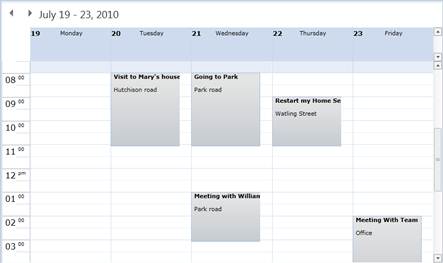 July 19 - 23, 2010
19 Monday
20 Tuesday
21 Wednesday
22 Thursday
23 Friday
08 00
09 00
10 00
11 00
12 pm
01 00
02 00
03 00
Visit to Mary's house
Hutchison road
Going to Park
Park road
Restart my Home Se
Watling Street
Meeting with Willian
Park road
Meeting With Team
Office